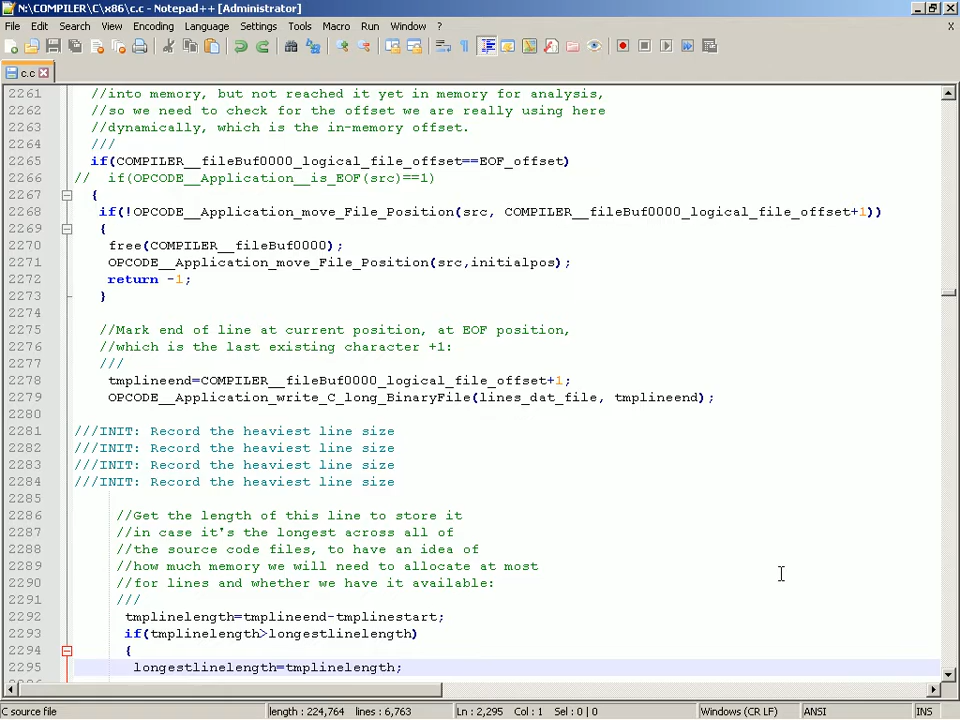 N:\COMPILER\C\x86\c.c - Notepad++ [Administrator]
File Edit Search View Encoding Language Settings Tools Macro Run Window ? X
c.c
2261 //into memory, but not reached it yet in memory for analysis,
2262 //so we need to check for the offset we are really using here
2263 //dynamically, which is the in-memory offset.
2264 ///
2265 if(COMPILER__fileBuf0000_logical_file_offset==EOF_offset)
2266 // if(OPCODE__Application__is_EOF(src)==1)
2267 {
2268 if(!OPCODE__Application_move_File_Position(src, COMPILER__fileBuf0000_logical_file_offset+1))
2269 {
2270 free(COMPILER__fileBuf0000);
2271 OPCODE__Application_move_File_Position(src,initialpos);
2272 return -1;
2273 }
2274
2275 //Mark end of line at current position, at EOF position,
2276 //which is the last existing character +1:
2277 ///
2278 tmplineend=COMPILER__fileBuf0000_logical_file_offset+1;
2279 OPCODE__Application_write_C_long_BinaryFile(lines_dat_file, tmplineend);
2280
2281 ///INIT: Record the heaviest line size
2282 ///INIT: Record the heaviest line size
2283 ///INIT: Record the heaviest line size
2284 ///INIT: Record the heaviest line size
2285
2286 //Get the length of this line to store it
2287 //in case it's the longest across all of
2288 //the source code files, to have an idea of
2289 //how much memory we will need to allocate at most
2290 //for lines and whether we have it available:
2291 ///
2292 tmplinelength=tmplineend-tmplinestart;
2293 if(tmplinelength>longestlinelength)
2294 {
2295 longestlinelength=tmplinelength;
C source file length : 224,764 lines : 6,763 Ln : 2,295 Col : 1 Sel : 0 | 0 Windows (CR LF) ANSI INS